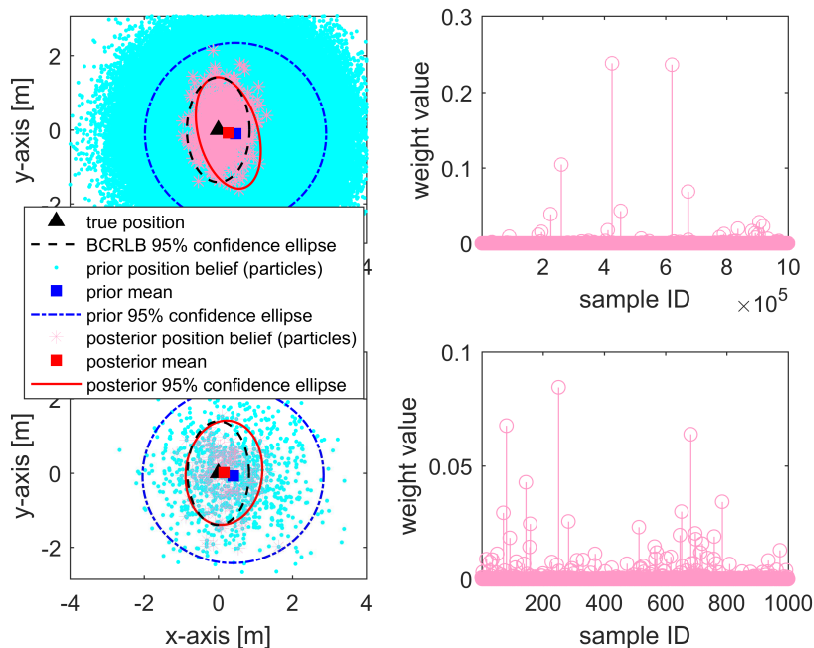 2
0
-2
y-axis [m]
4
0.3
0.2
0.1
0
weight value
2
4
6
8
10
sample ID
×10⁵
true position
BCRLB 95% confidence ellipse
prior position belief (particles)
prior mean
prior 95% confidence ellipse
posterior position belief (particles)
posterior mean
posterior 95% confidence ellipse
2
0
-2
y-axis [m]
-4
-2
0
2
4
x-axis [m]
0.1
0.05
0
weight value
200
400
600
800
1000
sample ID